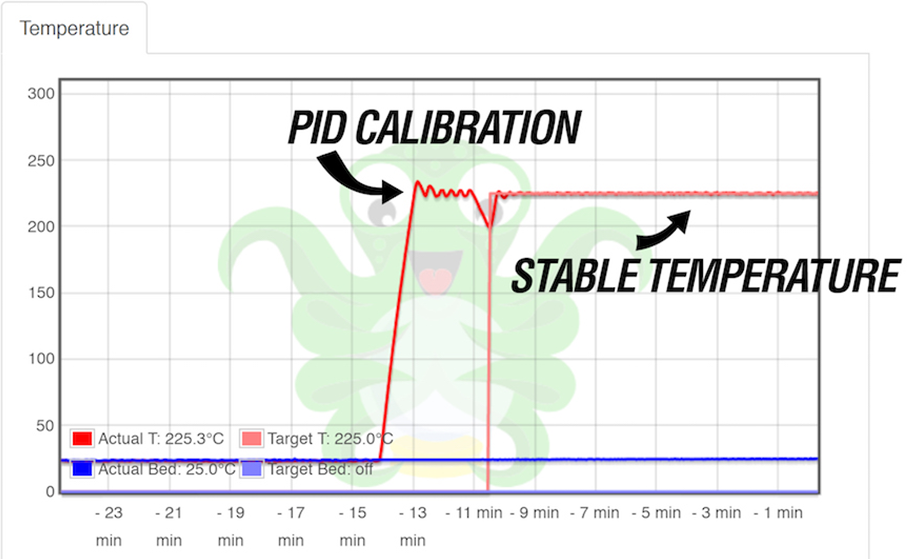 Temperature
300
PID CALIBRATION
250
200
STABLE TEMPERATURE
150
100
50
Actual T: 225.3°C Target T: 225.0°C
Actual Bed: 25.0°C Target Bed: off
0
- 23 - 21 - 19 - 17 - 15 - 13 - 11 min - 9 min - 7 min - 5 min - 3 min - 1 min
min min min min min min